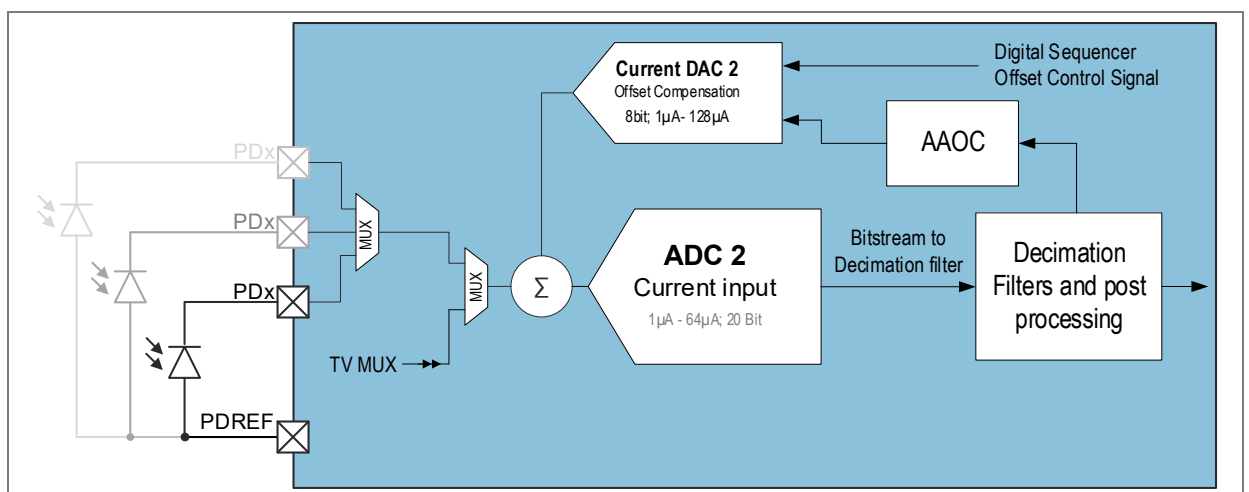 Current DAC 2
Offset Compensation
8bit; 1µA- 128µA
Digital Sequencer
Offset Control Signal
AAOC
PDx
PDx
PDx
PDREF
MUX
MUX
TV MUX
Σ
ADC 2
Current input
1µA - 64µA; 20 Bit
Bitstream to
Decimation filter
Decimation
Filters and post
processing